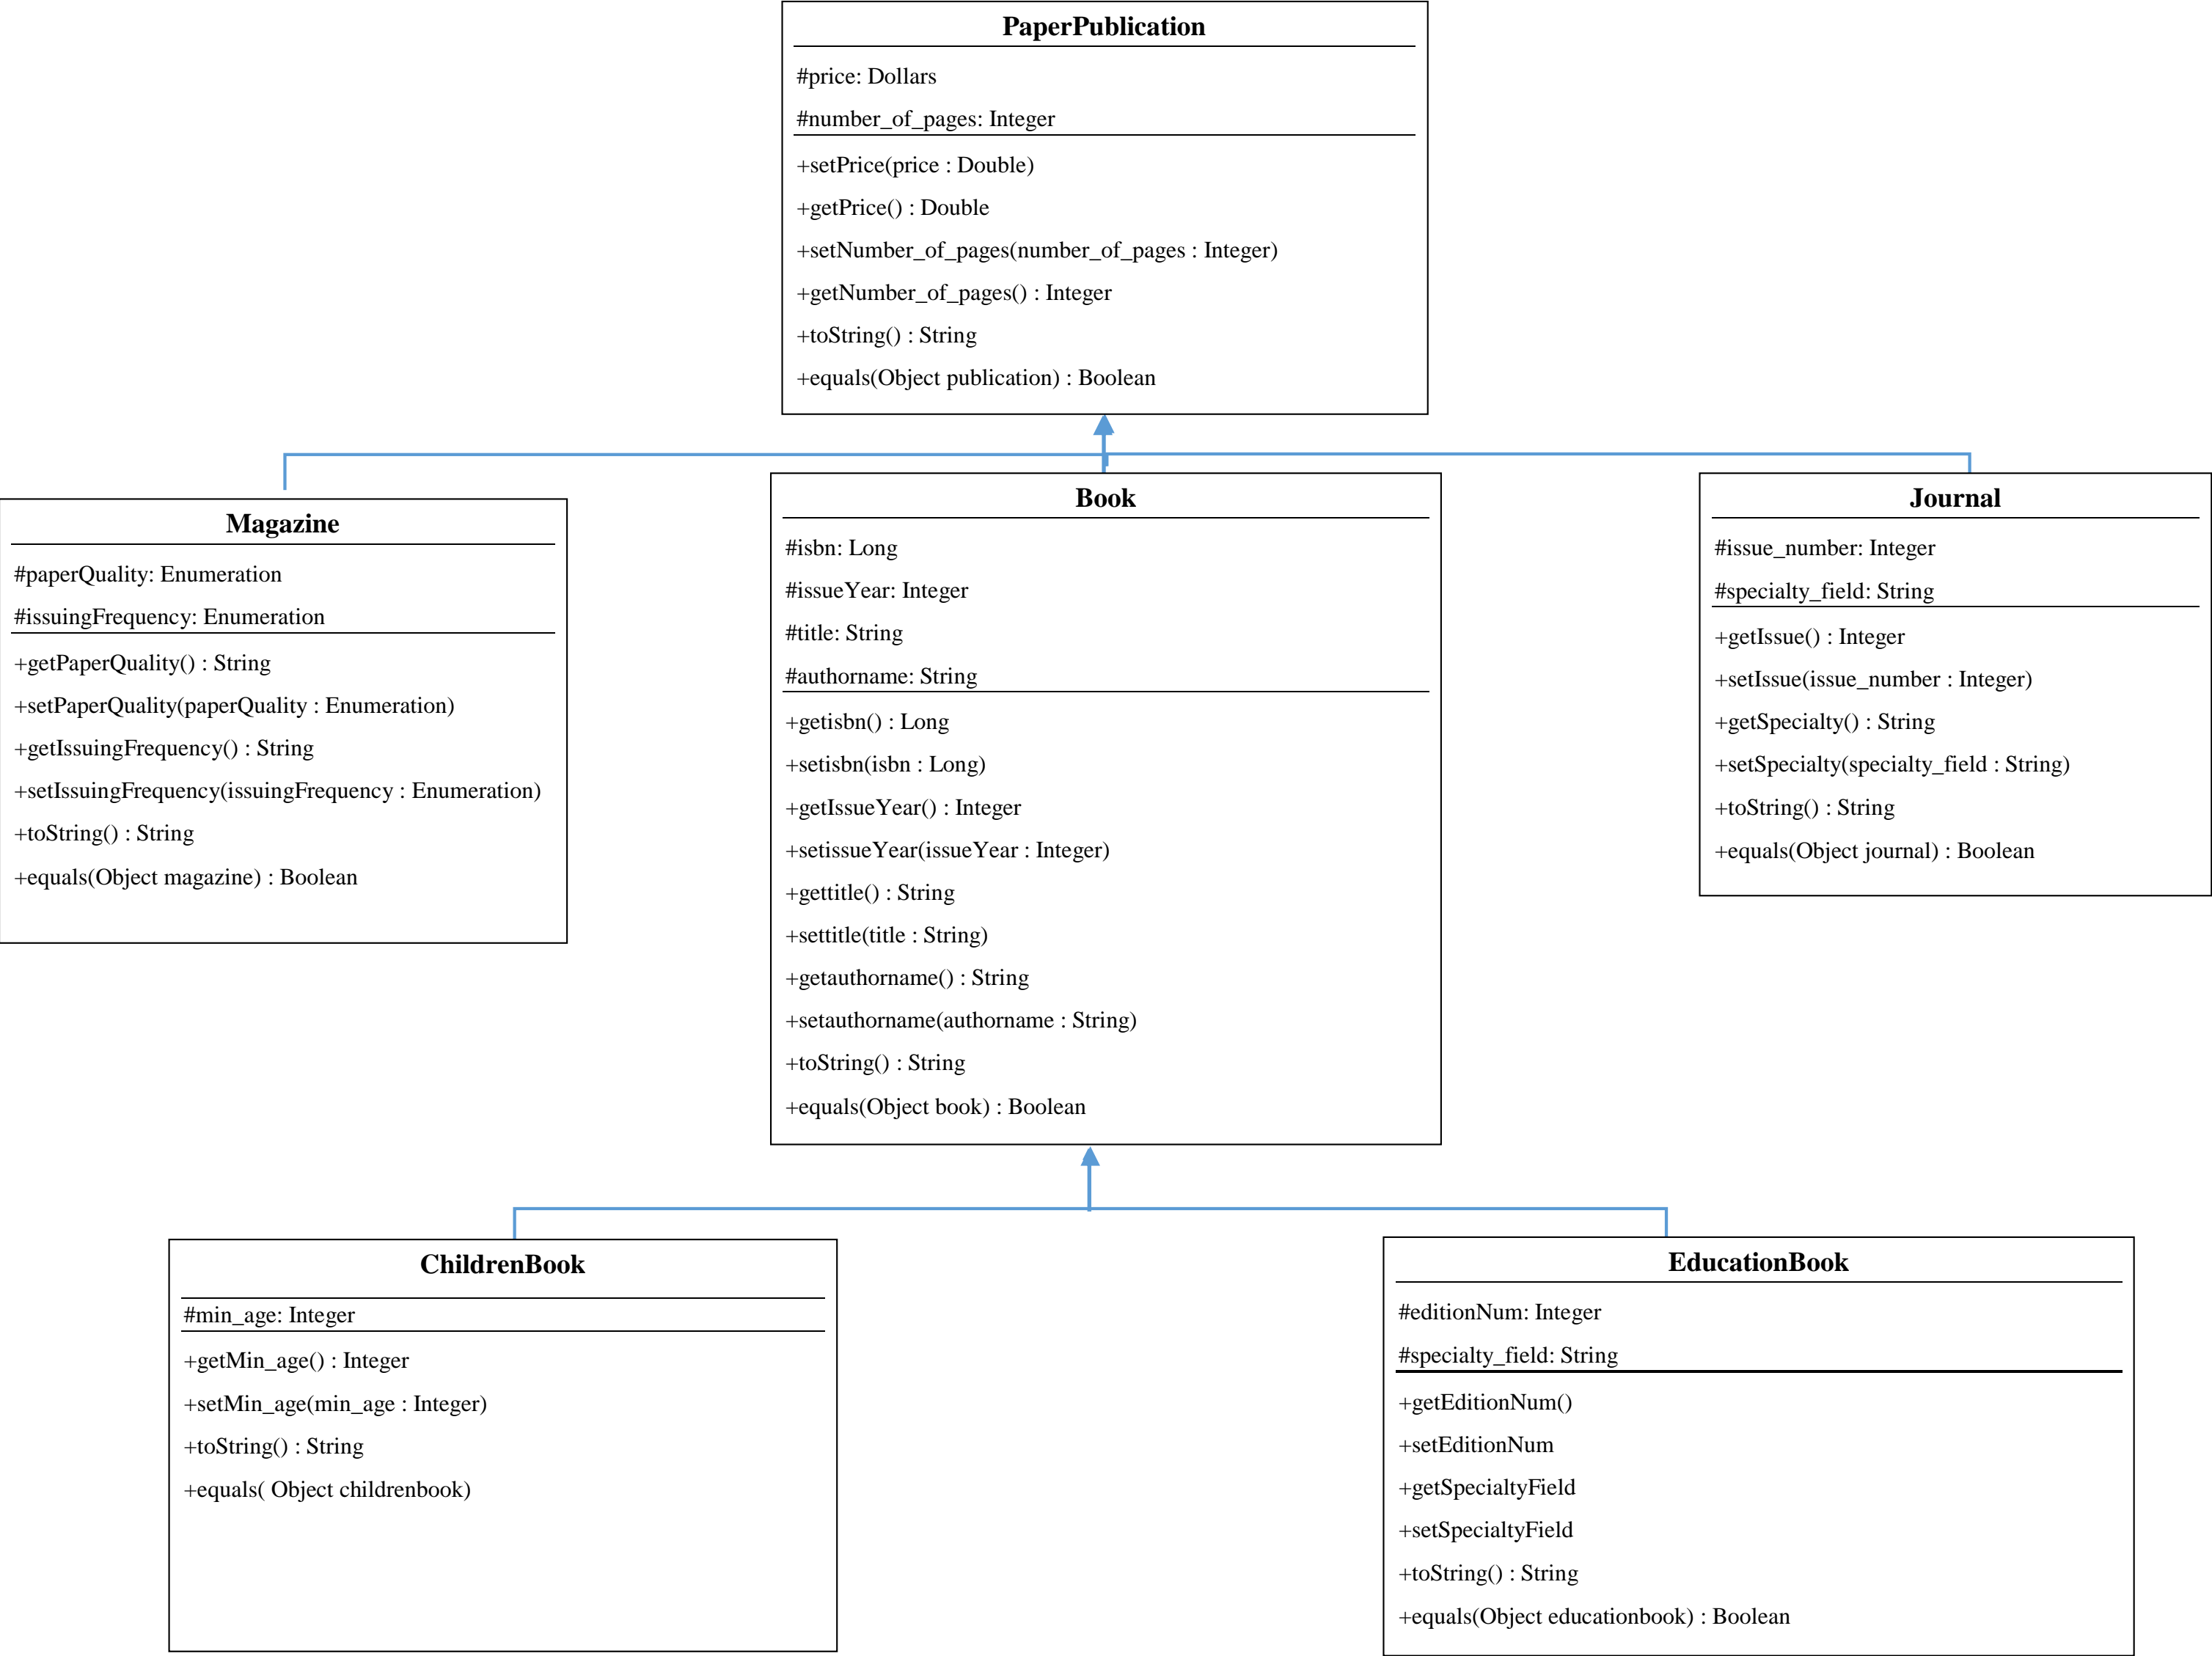 PaperPublication
#price: Dollars
#number_of_pages: Integer
+setPrice(price : Double)
+getPrice() : Double
+setNumber_of_pages(number_of_pages : Integer)
+getNumber_of_pages() : Integer
+toString() : String
+equals(Object publication) : Boolean
Magazine
#paperQuality: Enumeration
#issuingFrequency: Enumeration
+getPaperQuality() : String
+setPaperQuality(paperQuality : Enumeration)
+getIssuingFrequency() : String
+setIssuingFrequency(issuingFrequency : Enumeration)
+toString() : String
+equals(Object magazine) : Boolean
Book
#isbn: Long
#issueYear: Integer
#title: String
#authorname: String
+getisbn() : Long
+setisbn(isbn : Long)
+getIssueYear() : Integer
+setissueYear(issueYear : Integer)
+gettitle() : String
+settitle(title : String)
+getauthorname() : String
+setauthorname(authorname : String)
+toString() : String
+equals(Object book) : Boolean
Journal
#issue_number: Integer
#specialty_field: String
+getIssue() : Integer
+setIssue(issue_number : Integer)
+getSpecialty() : String
+setSpecialty(specialty_field : String)
+toString() : String
+equals(Object journal) : Boolean
ChildrenBook
#min_age: Integer
+getMin_age() : Integer
+setMin_age(min_age : Integer)
+toString() : String
+equals( Object childrenbook)
EducationBook
#editionNum: Integer
#specialty_field: String
+getEditionNum()
+setEditionNum
+getSpecialtyField
+setSpecialtyField
+toString() : String
+equals(Object educationbook) : Boolean